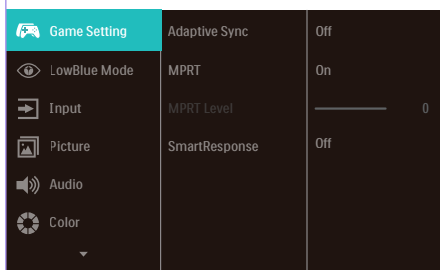 Game Setting
Adaptive Sync
Off
LowBlue Mode
MPRT
On
Input
MPRT Level
0
Picture
SmartResponse
Off
Audio
Color